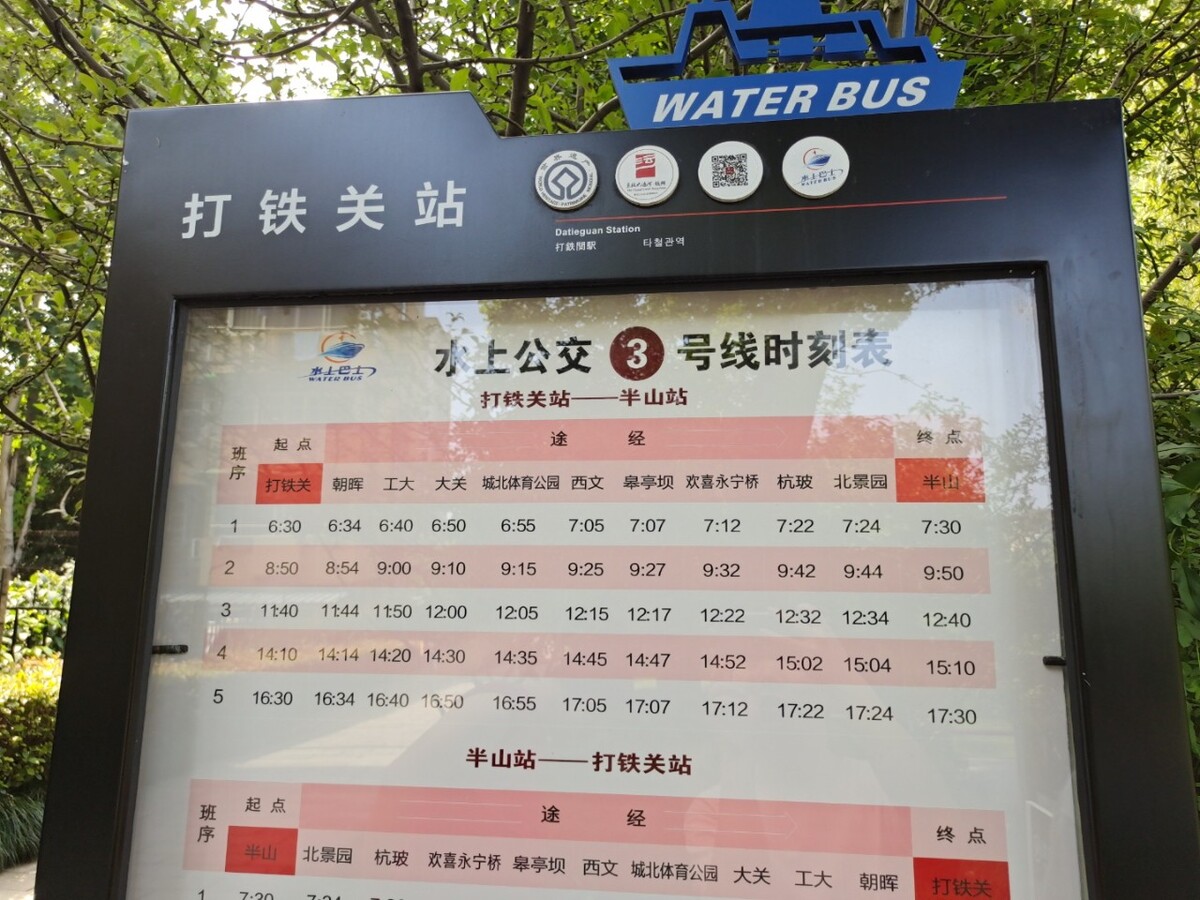 WATER BUS
打铁关站
水上巴士
WATER BUS
Datieguan Station
打鉄関駅 타철관역
水上巴士
WATER BUS
水上公交 3 号线时刻表
打铁关站——半山站
班序 起点 途经 终点
打铁关 朝晖 工大 大关 城北体育公园 西文 皋亭坝 欢喜永宁桥 杭玻 北景园 半山
1 6:30 6:34 6:40 6:50 6:55 7:05 7:07 7:12 7:22 7:24 7:30
2 8:50 8:54 9:00 9:10 9:15 9:25 9:27 9:32 9:42 9:44 9:50
3 11:40 11:44 11:50 12:00 12:05 12:15 12:17 12:22 12:32 12:34 12:40
4 14:10 14:14 14:20 14:30 14:35 14:45 14:47 14:52 15:02 15:04 15:10
5 16:30 16:34 16:40 16:50 16:55 17:05 17:07 17:12 17:22 17:24 17:30
半山站——打铁关站
班序 起点 途经 终点
半山 北景园 杭玻 欢喜永宁桥 皋亭坝 西文 城北体育公园 大关 工大 朝晖 打铁关
1 7:30